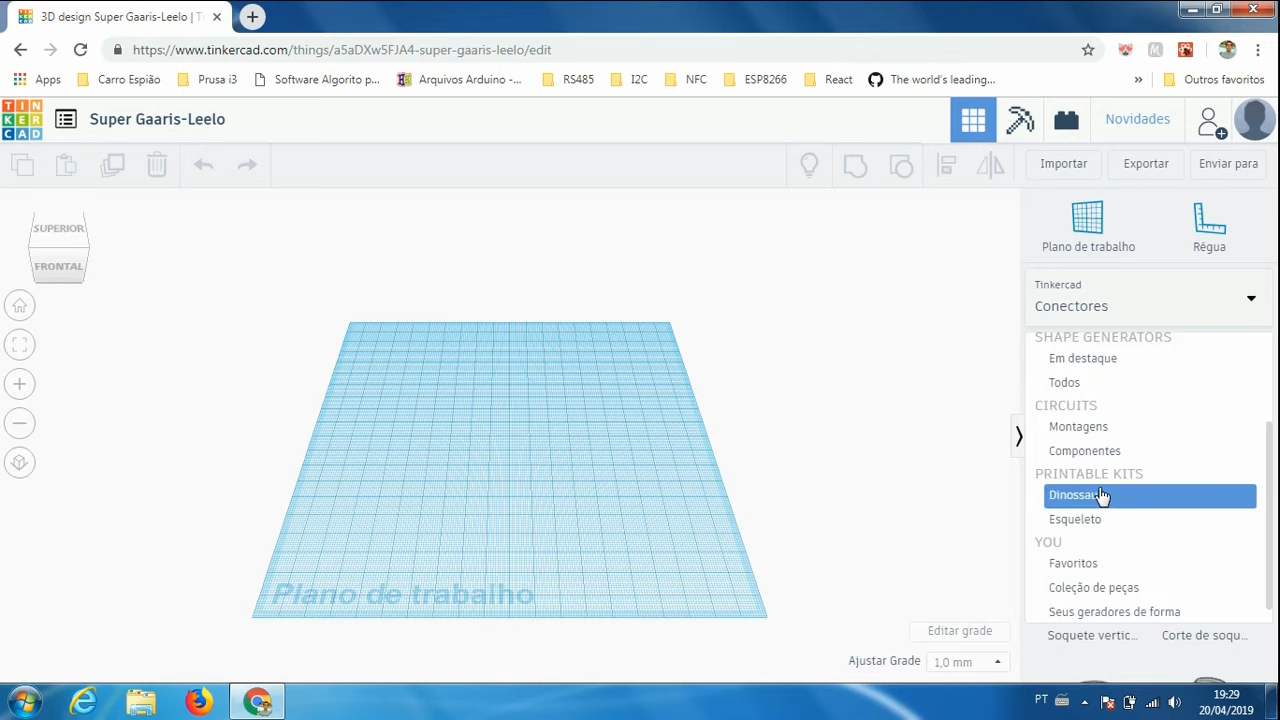 3D design Super Gaaris-Leelo | T
https://www.tinkercad.com/things/a5aDXw5FJA4-super-gaaris-leelo/edit
Apps Carro Espião Prusa i3 Software Algorito p... Arquivos Arduino -... RS485 I2C NFC ESP8266 React The world's leading... » Outros favoritos
TIN
KER
CAD
Super Gaaris-Leelo
Novidades
Importar Exportar Enviar para
SUPERIOR
FRONTAL
Plano de trabalho Régua
Tinkercad
Conectores
SHAPE GENERATORS
Em destaque
Todos
CIRCUITS
Montagens
Componentes
PRINTABLE KITS
Esqueleto
YOU
Favoritos
Coleção de peças
Seus geradores de forma
Soquete vertic... Corte de soqu...
Plano de trabalho
Editar grade
Ajustar Grade 1,0 mm
PT
19:29
20/04/2019